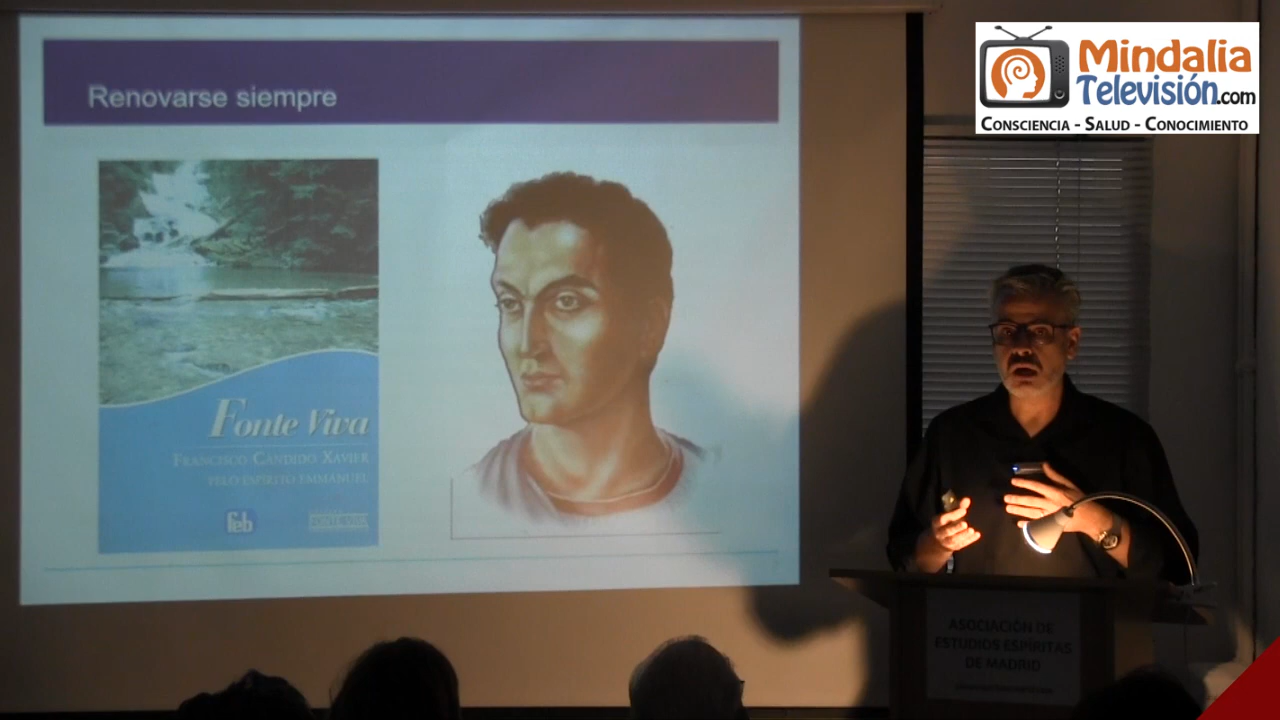 Renovarse siempre
Fonte Viva
FRANCISCO CÂNDIDO XAVIER
PELO ESPÍRITO EMMANUEL
feb
Mindalia
Televisión.com
CONSCIENCIA - SALUD - CONOCIMIENTO
ASOCIACIÓN DE
ESTUDIOS ESPÍRITAS
DE MADRID